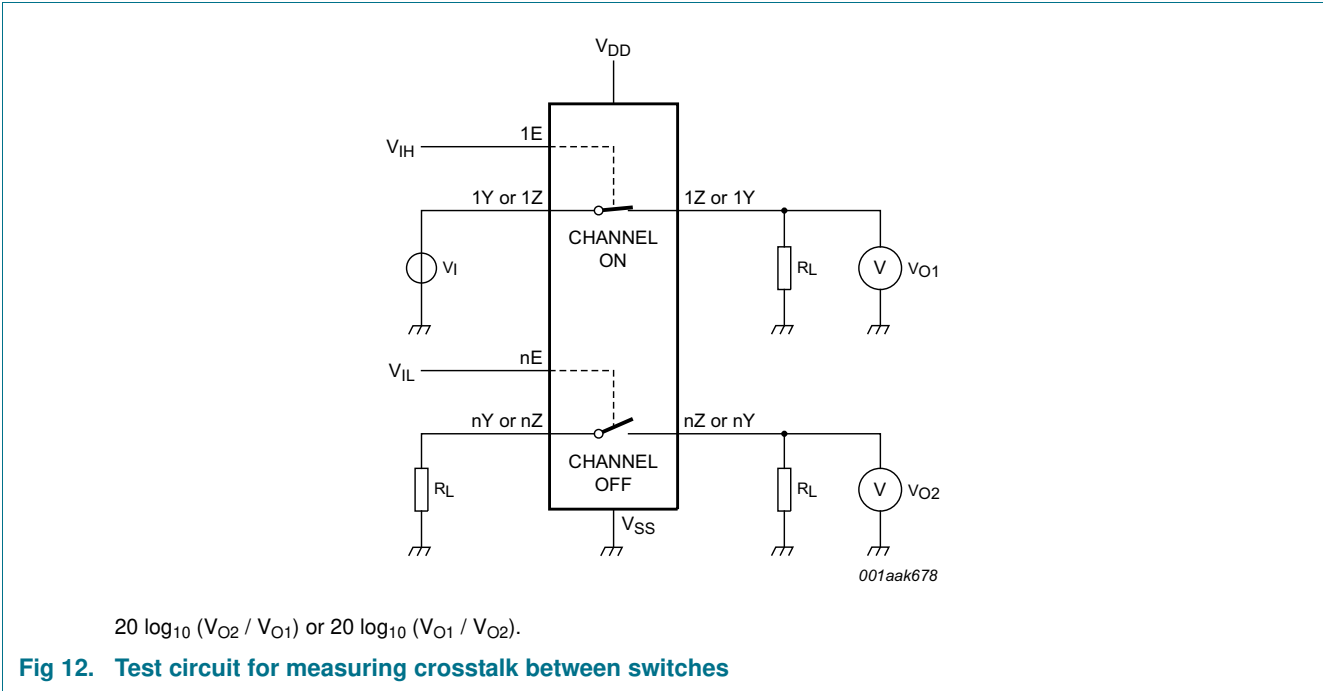 VDD
1E
VIH
1Y or 1Z
1Z or 1Y
CHANNEL
ON
VI
RL
V
VO1
nE
VIL
nY or nZ
nZ or nY
CHANNEL
OFF
RL
RL
V
VO2
VSS
001aak678
20 log10 (VO2 / VO1) or 20 log10 (VO1 / VO2).
Fig 12. Test circuit for measuring crosstalk between switches